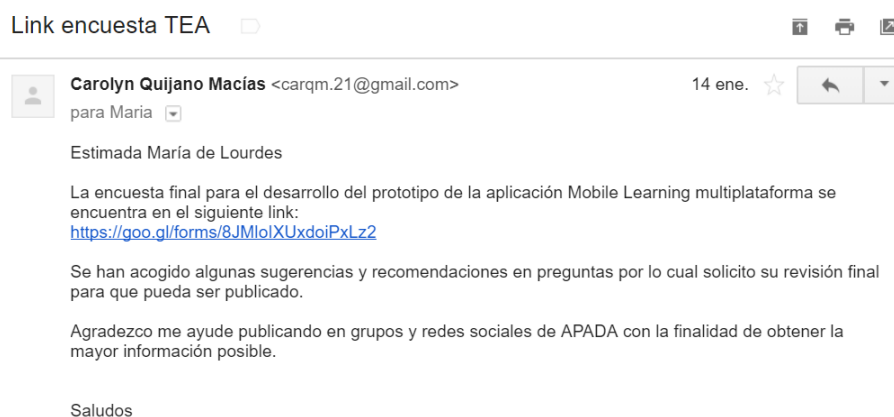 Link encuesta TEA
Carolyn Quijano Macías <carqm.21@gmail.com>
14 ene.
para Maria
Estimada María de Lourdes
La encuesta final para el desarrollo del prototipo de la aplicación Mobile Learning multiplataforma se
encuentra en el siguiente link:
https://goo.gl/forms/8JMIoIXUxdoiPxLz2
Se han acogido algunas sugerencias y recomendaciones en preguntas por lo cual solicito su revisión final
para que pueda ser publicado.
Agradezco me ayude publicando en grupos y redes sociales de APADA con la finalidad de obtener la
mayor información posible.
Saludos